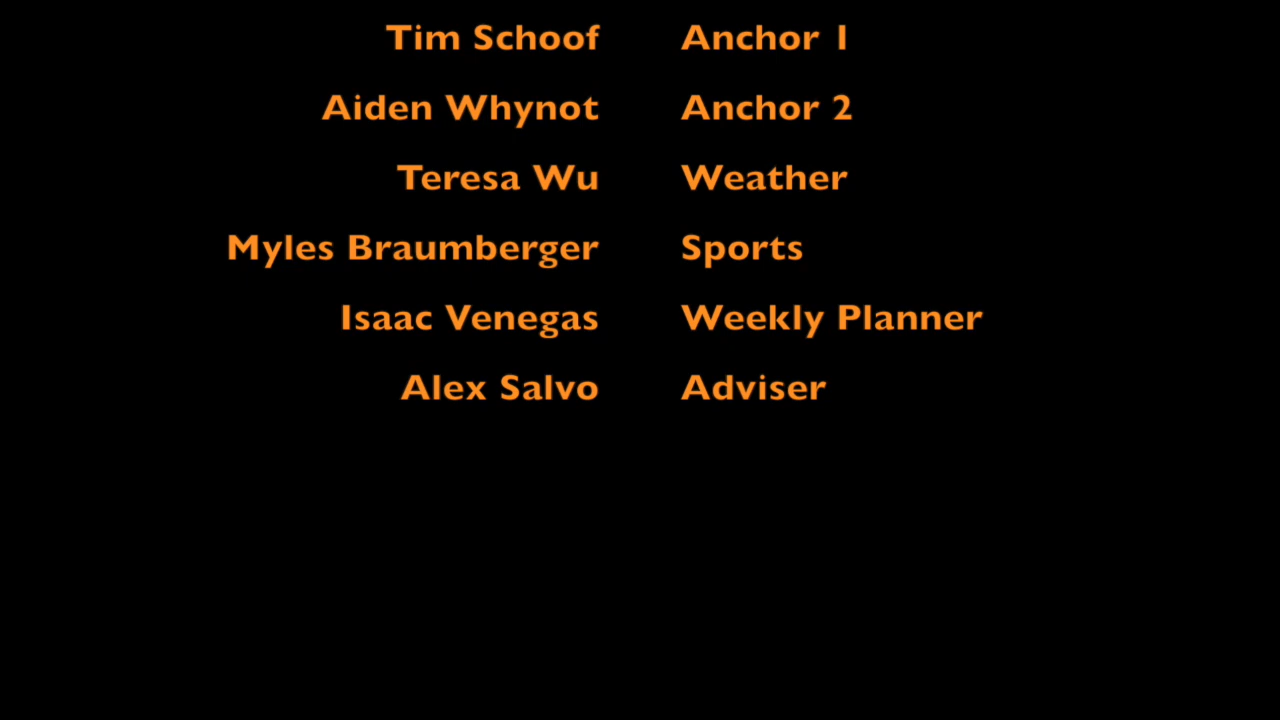 Tim Schoof Anchor 1
Aiden Whynot Anchor 2
Teresa Wu Weather
Myles Braumberger Sports
Isaac Venegas Weekly Planner
Alex Salvo Adviser